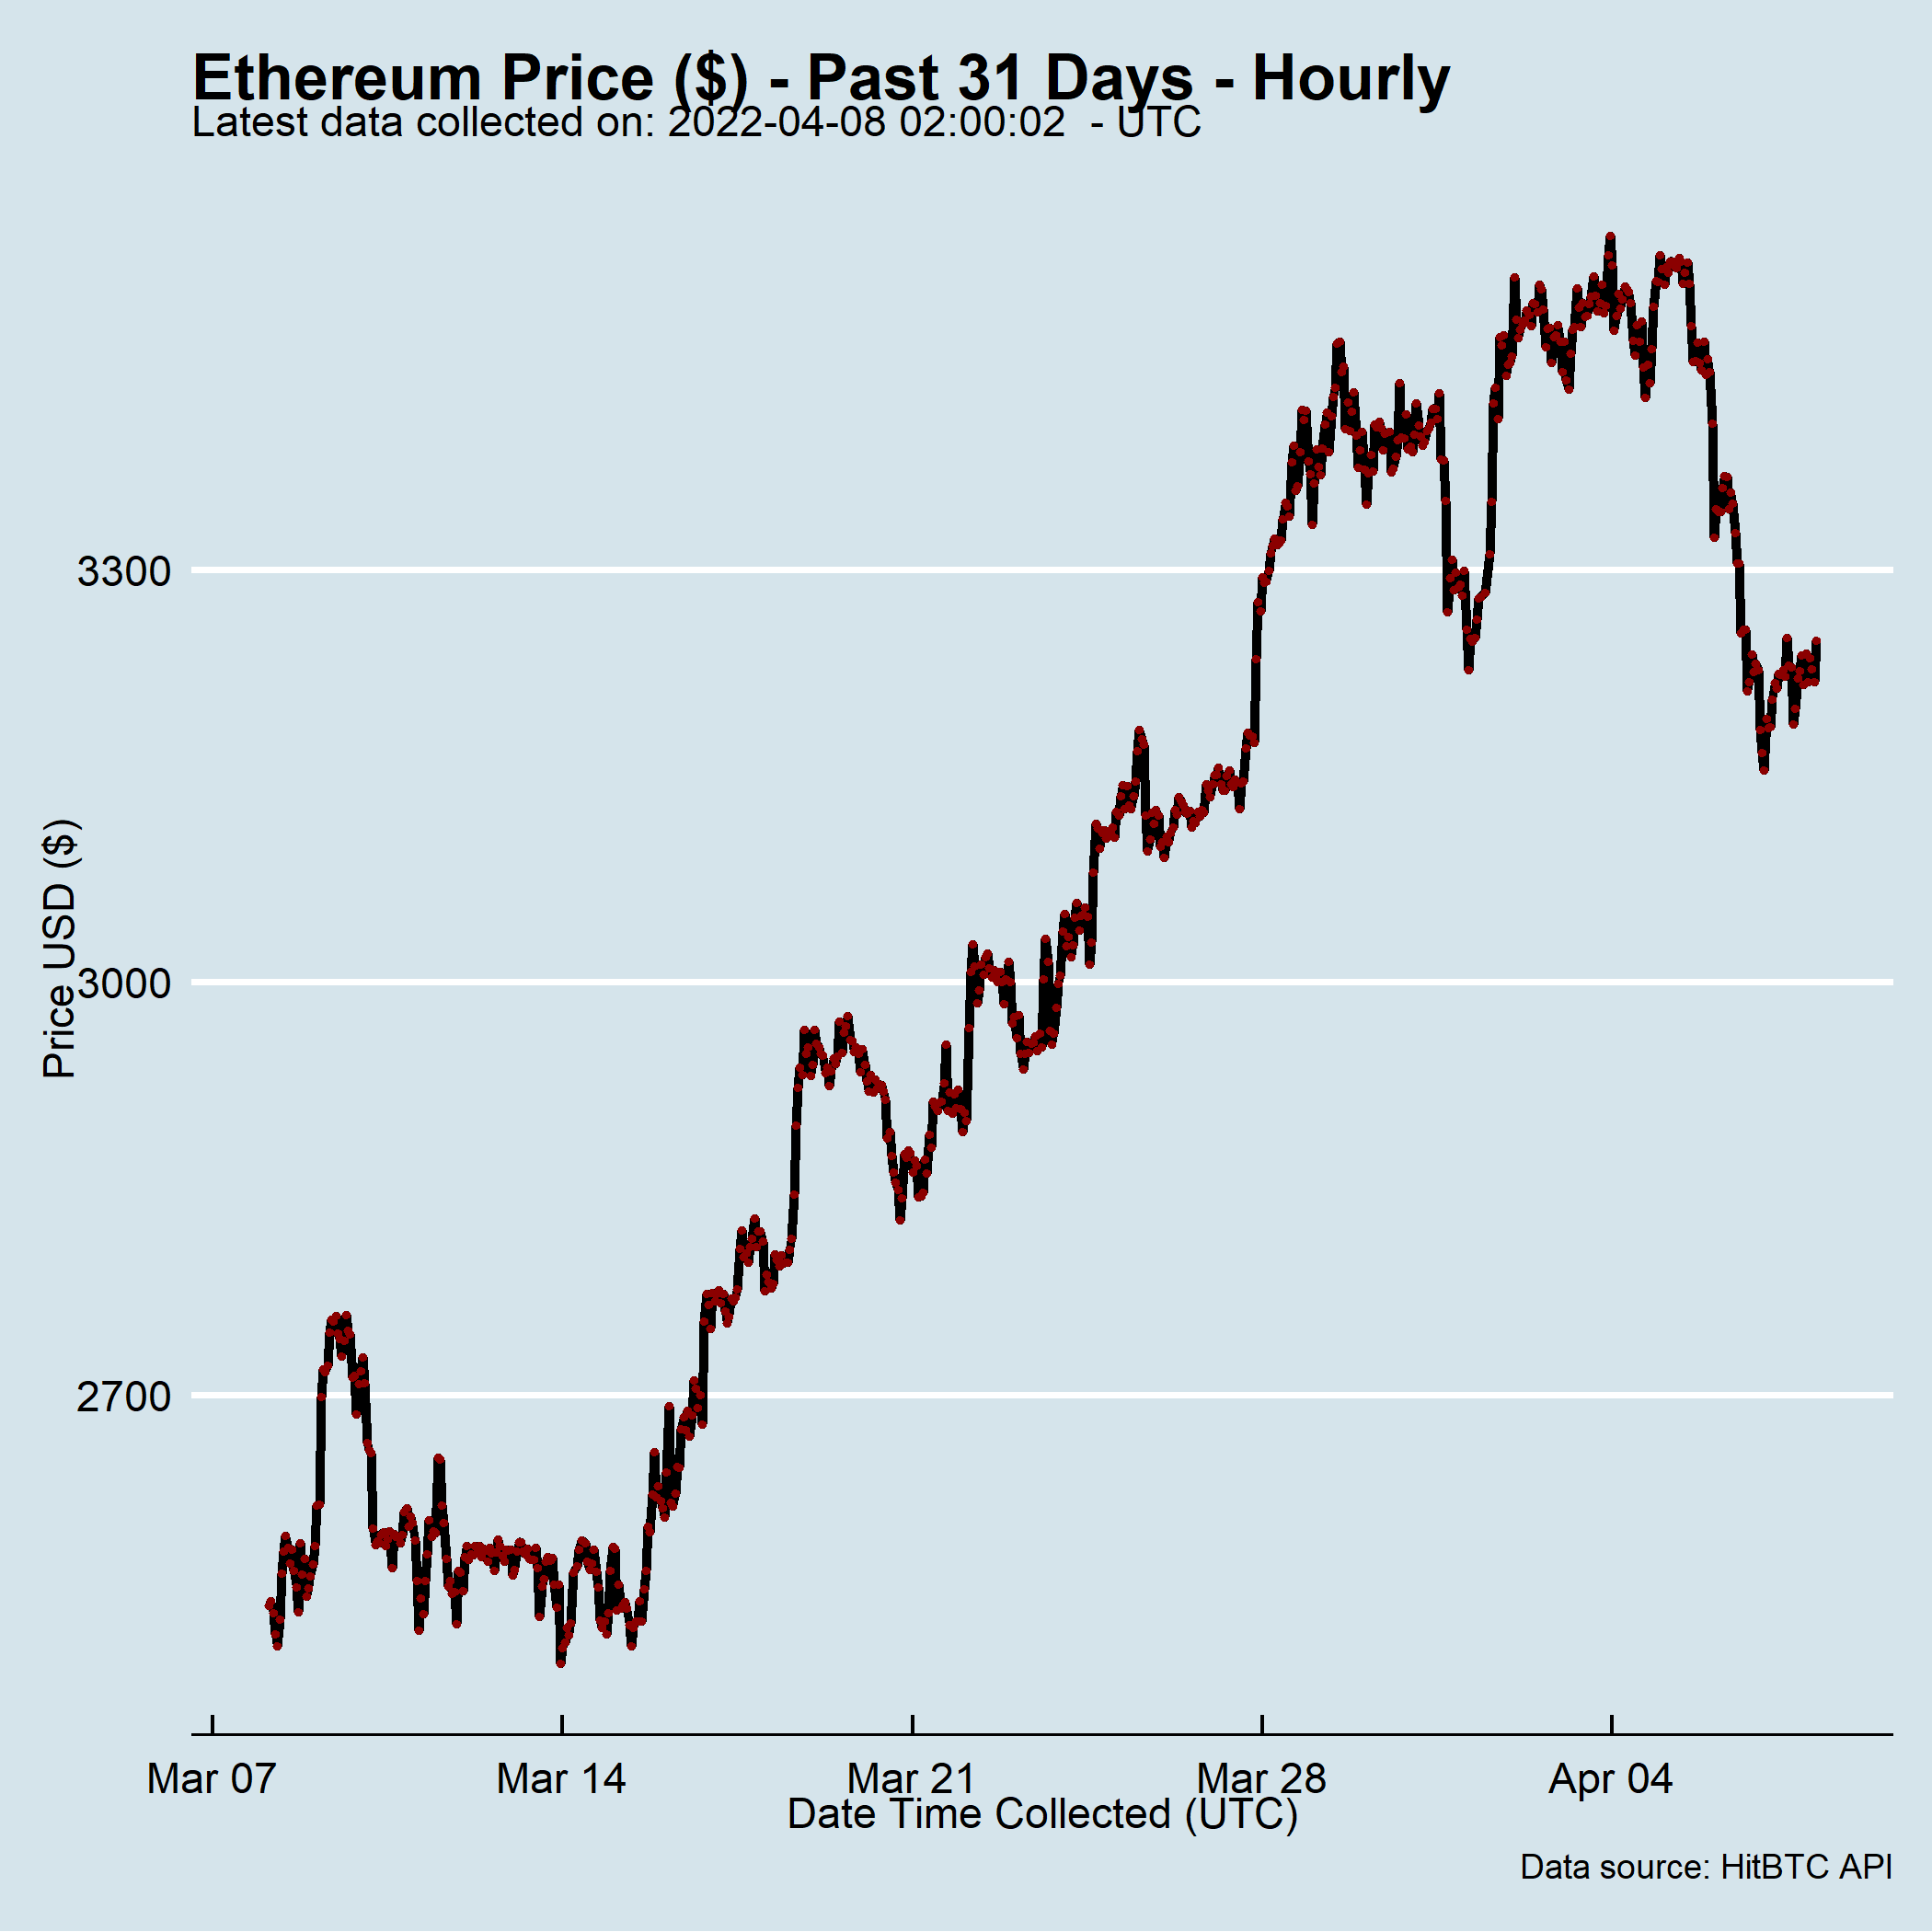 Ethereum Price ($) - Past 31 Days - Hourly
Latest data collected on: 2022-04-08 02:00:02  - UTC
3300
3000
2700
Price USD ($)
Mar 07
Mar 14
Mar 21
Mar 28
Apr 04
Date Time Collected (UTC)
Data source: HitBTC API